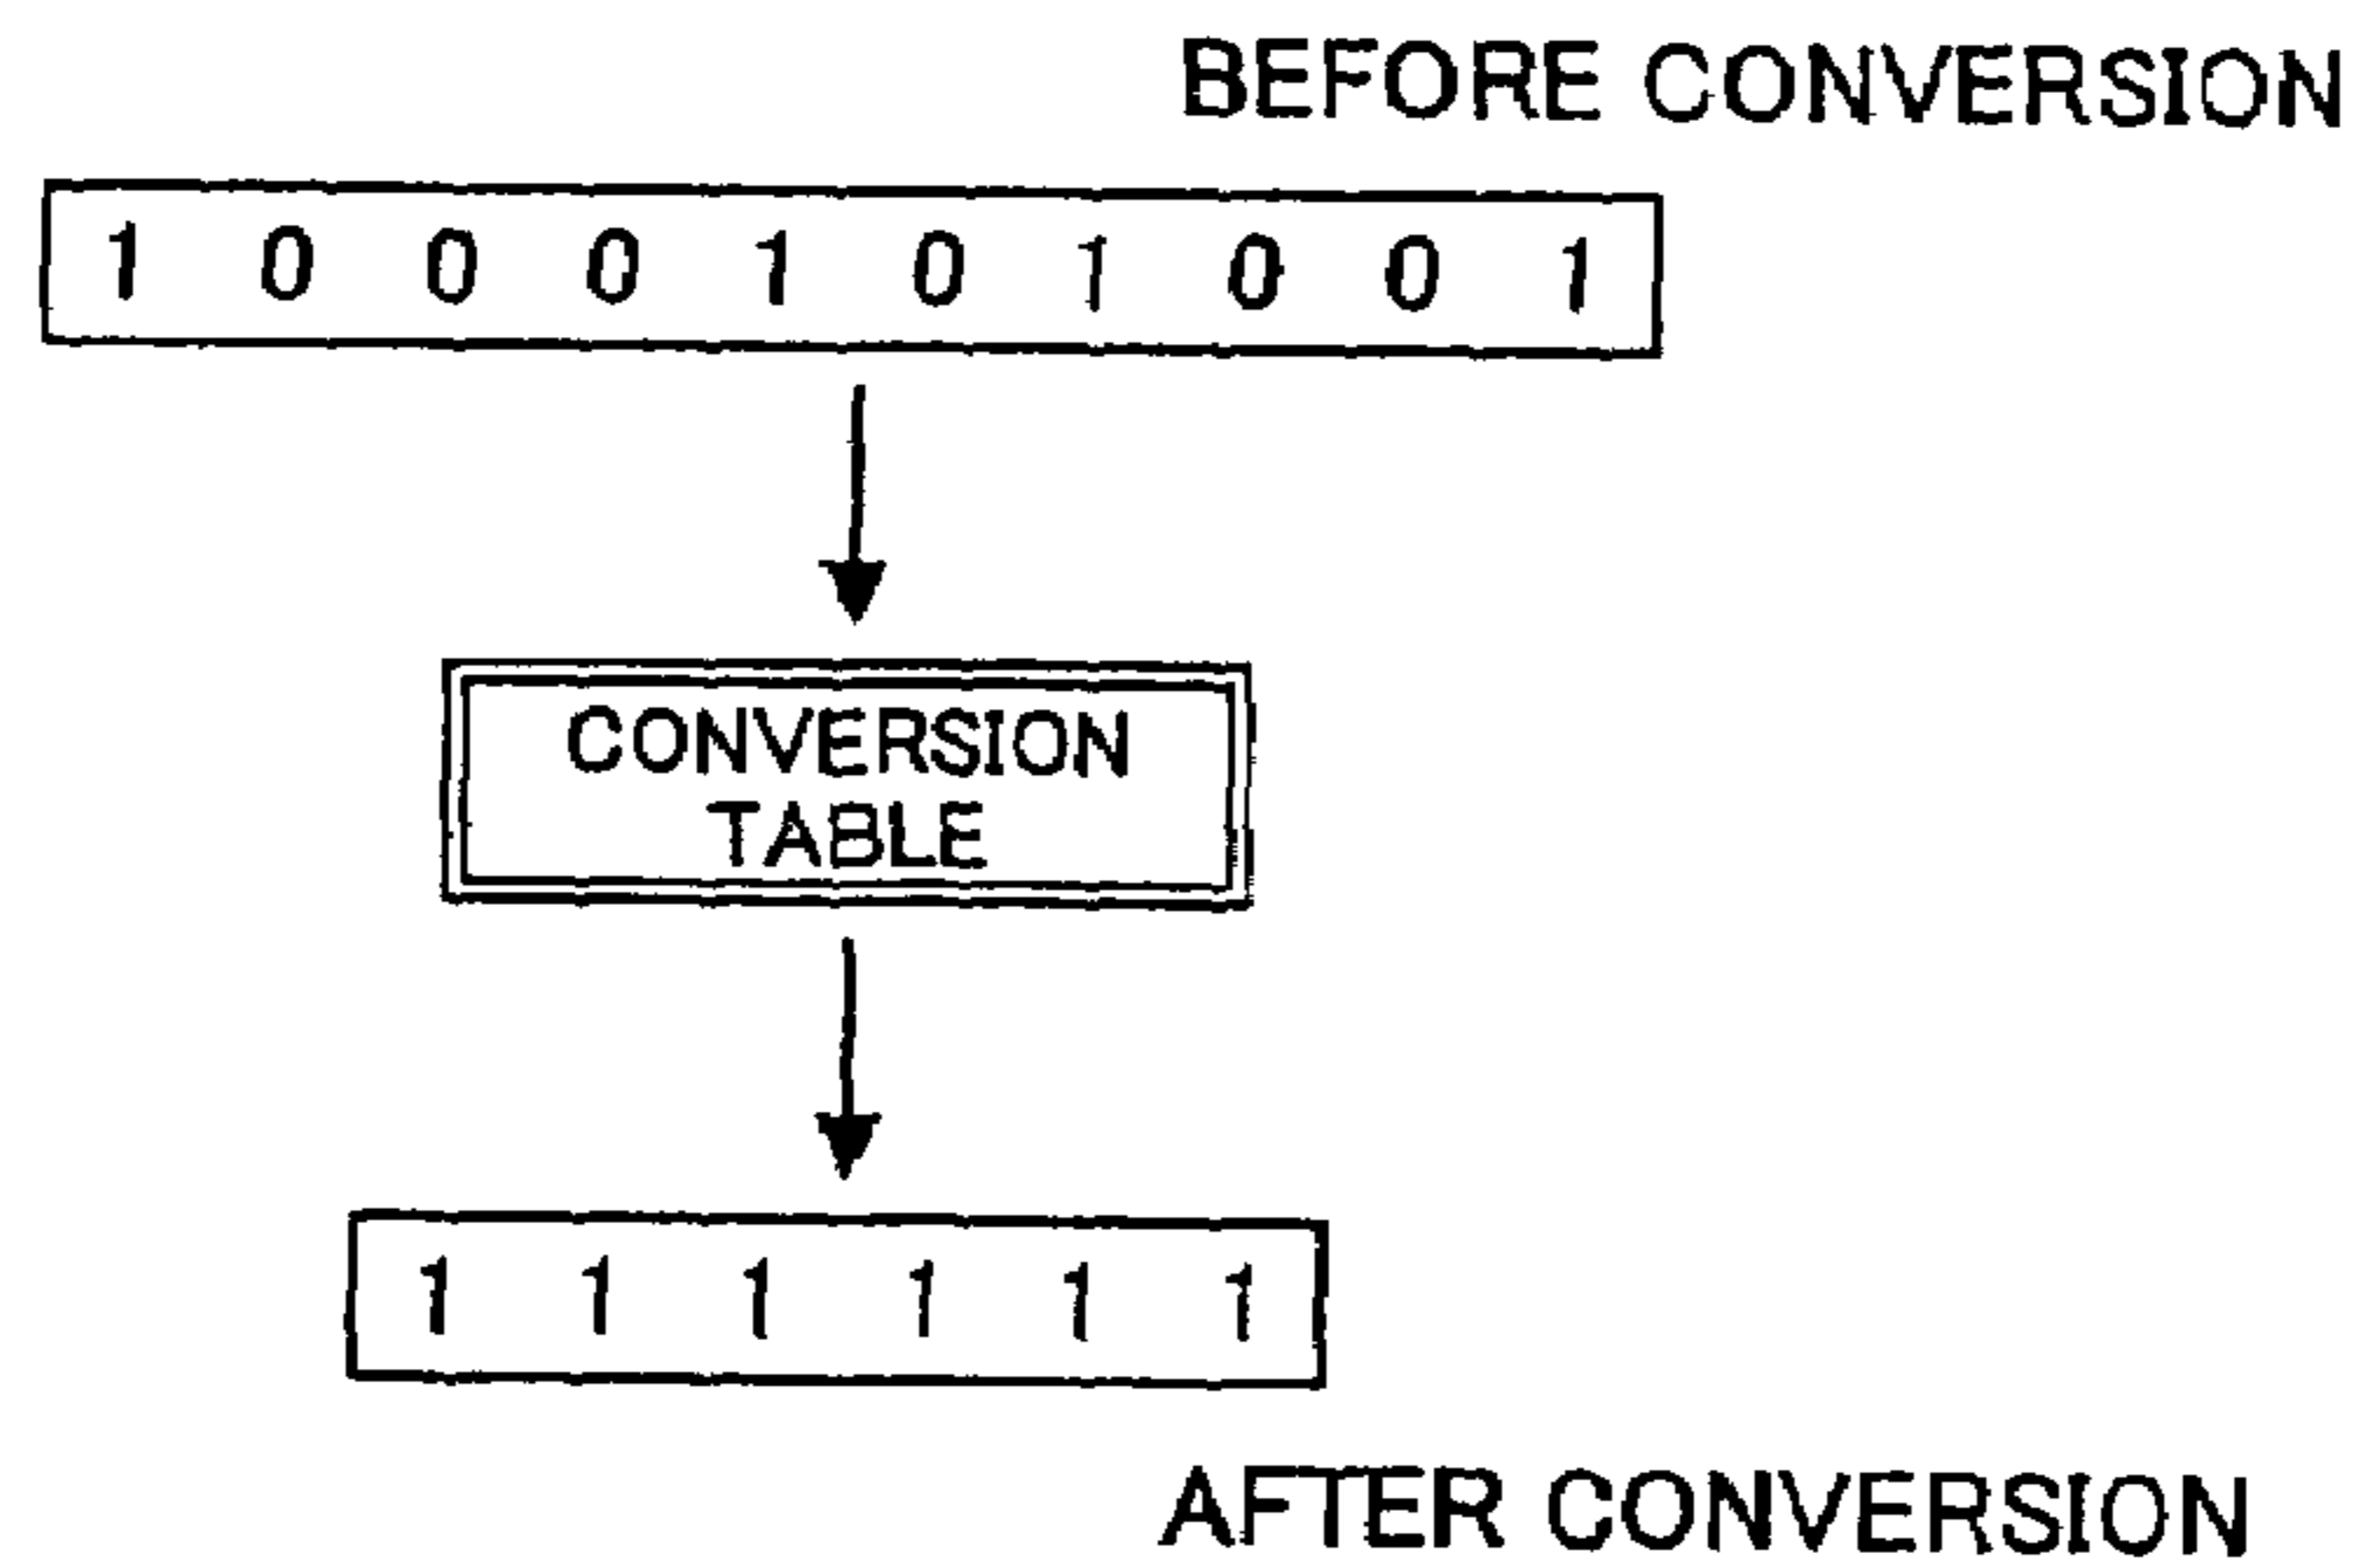 BEFORE CONVERSION
1 0 0 0 1 0 1 0 0 1
CONVERSION
TABLE
1 1 1 1 1 1
AFTER CONVERSION